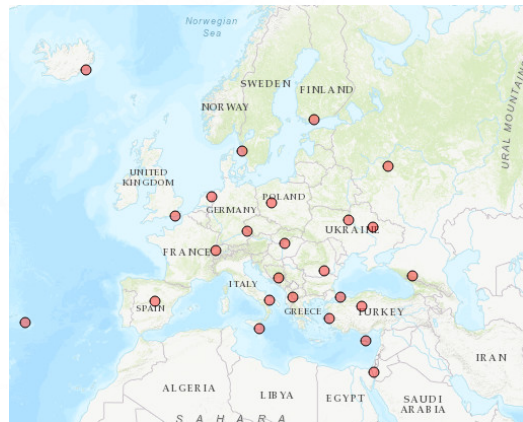 Norwegian
Sea
SWEDEN
FINLAND
NORWAY
URAL MOUNTAINS
UNITED
KINGDOM
POLAND
GERMANY
UKRAINE
FRANCE
ITALY
SPAIN
GREECE
TURKEY
IRAN
ALGERIA
LIBYA
EGYPT
SAUDI
ARABIA
SAHARA